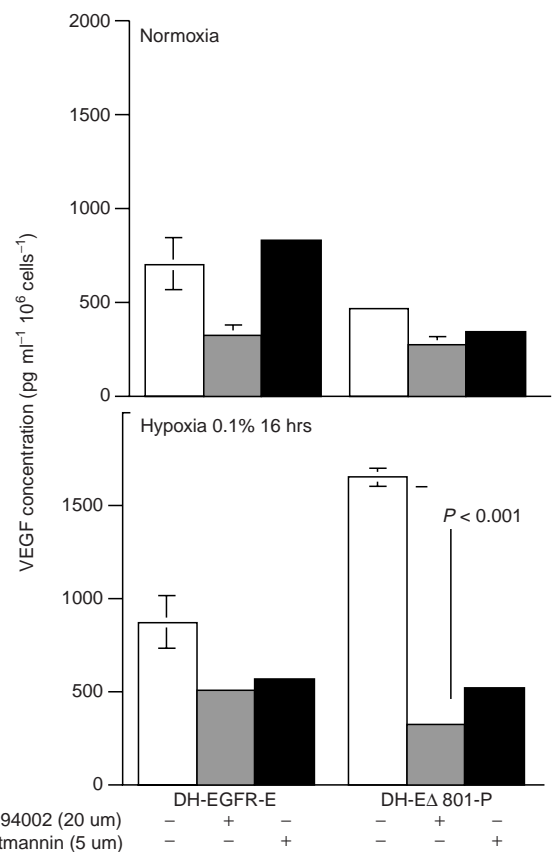 2000
Normoxia
1500
1000
500
0
Hypoxia 0.1% 16 hrs
1500
P < 0.001
1000
500
0
VEGF concentration (pg ml⁻¹ 10⁶ cells⁻¹)
DH-EGFR-E DH-EΔ 801-P
94002 (20 um) – + – – + –
tmannin (5 um) – – + – – +